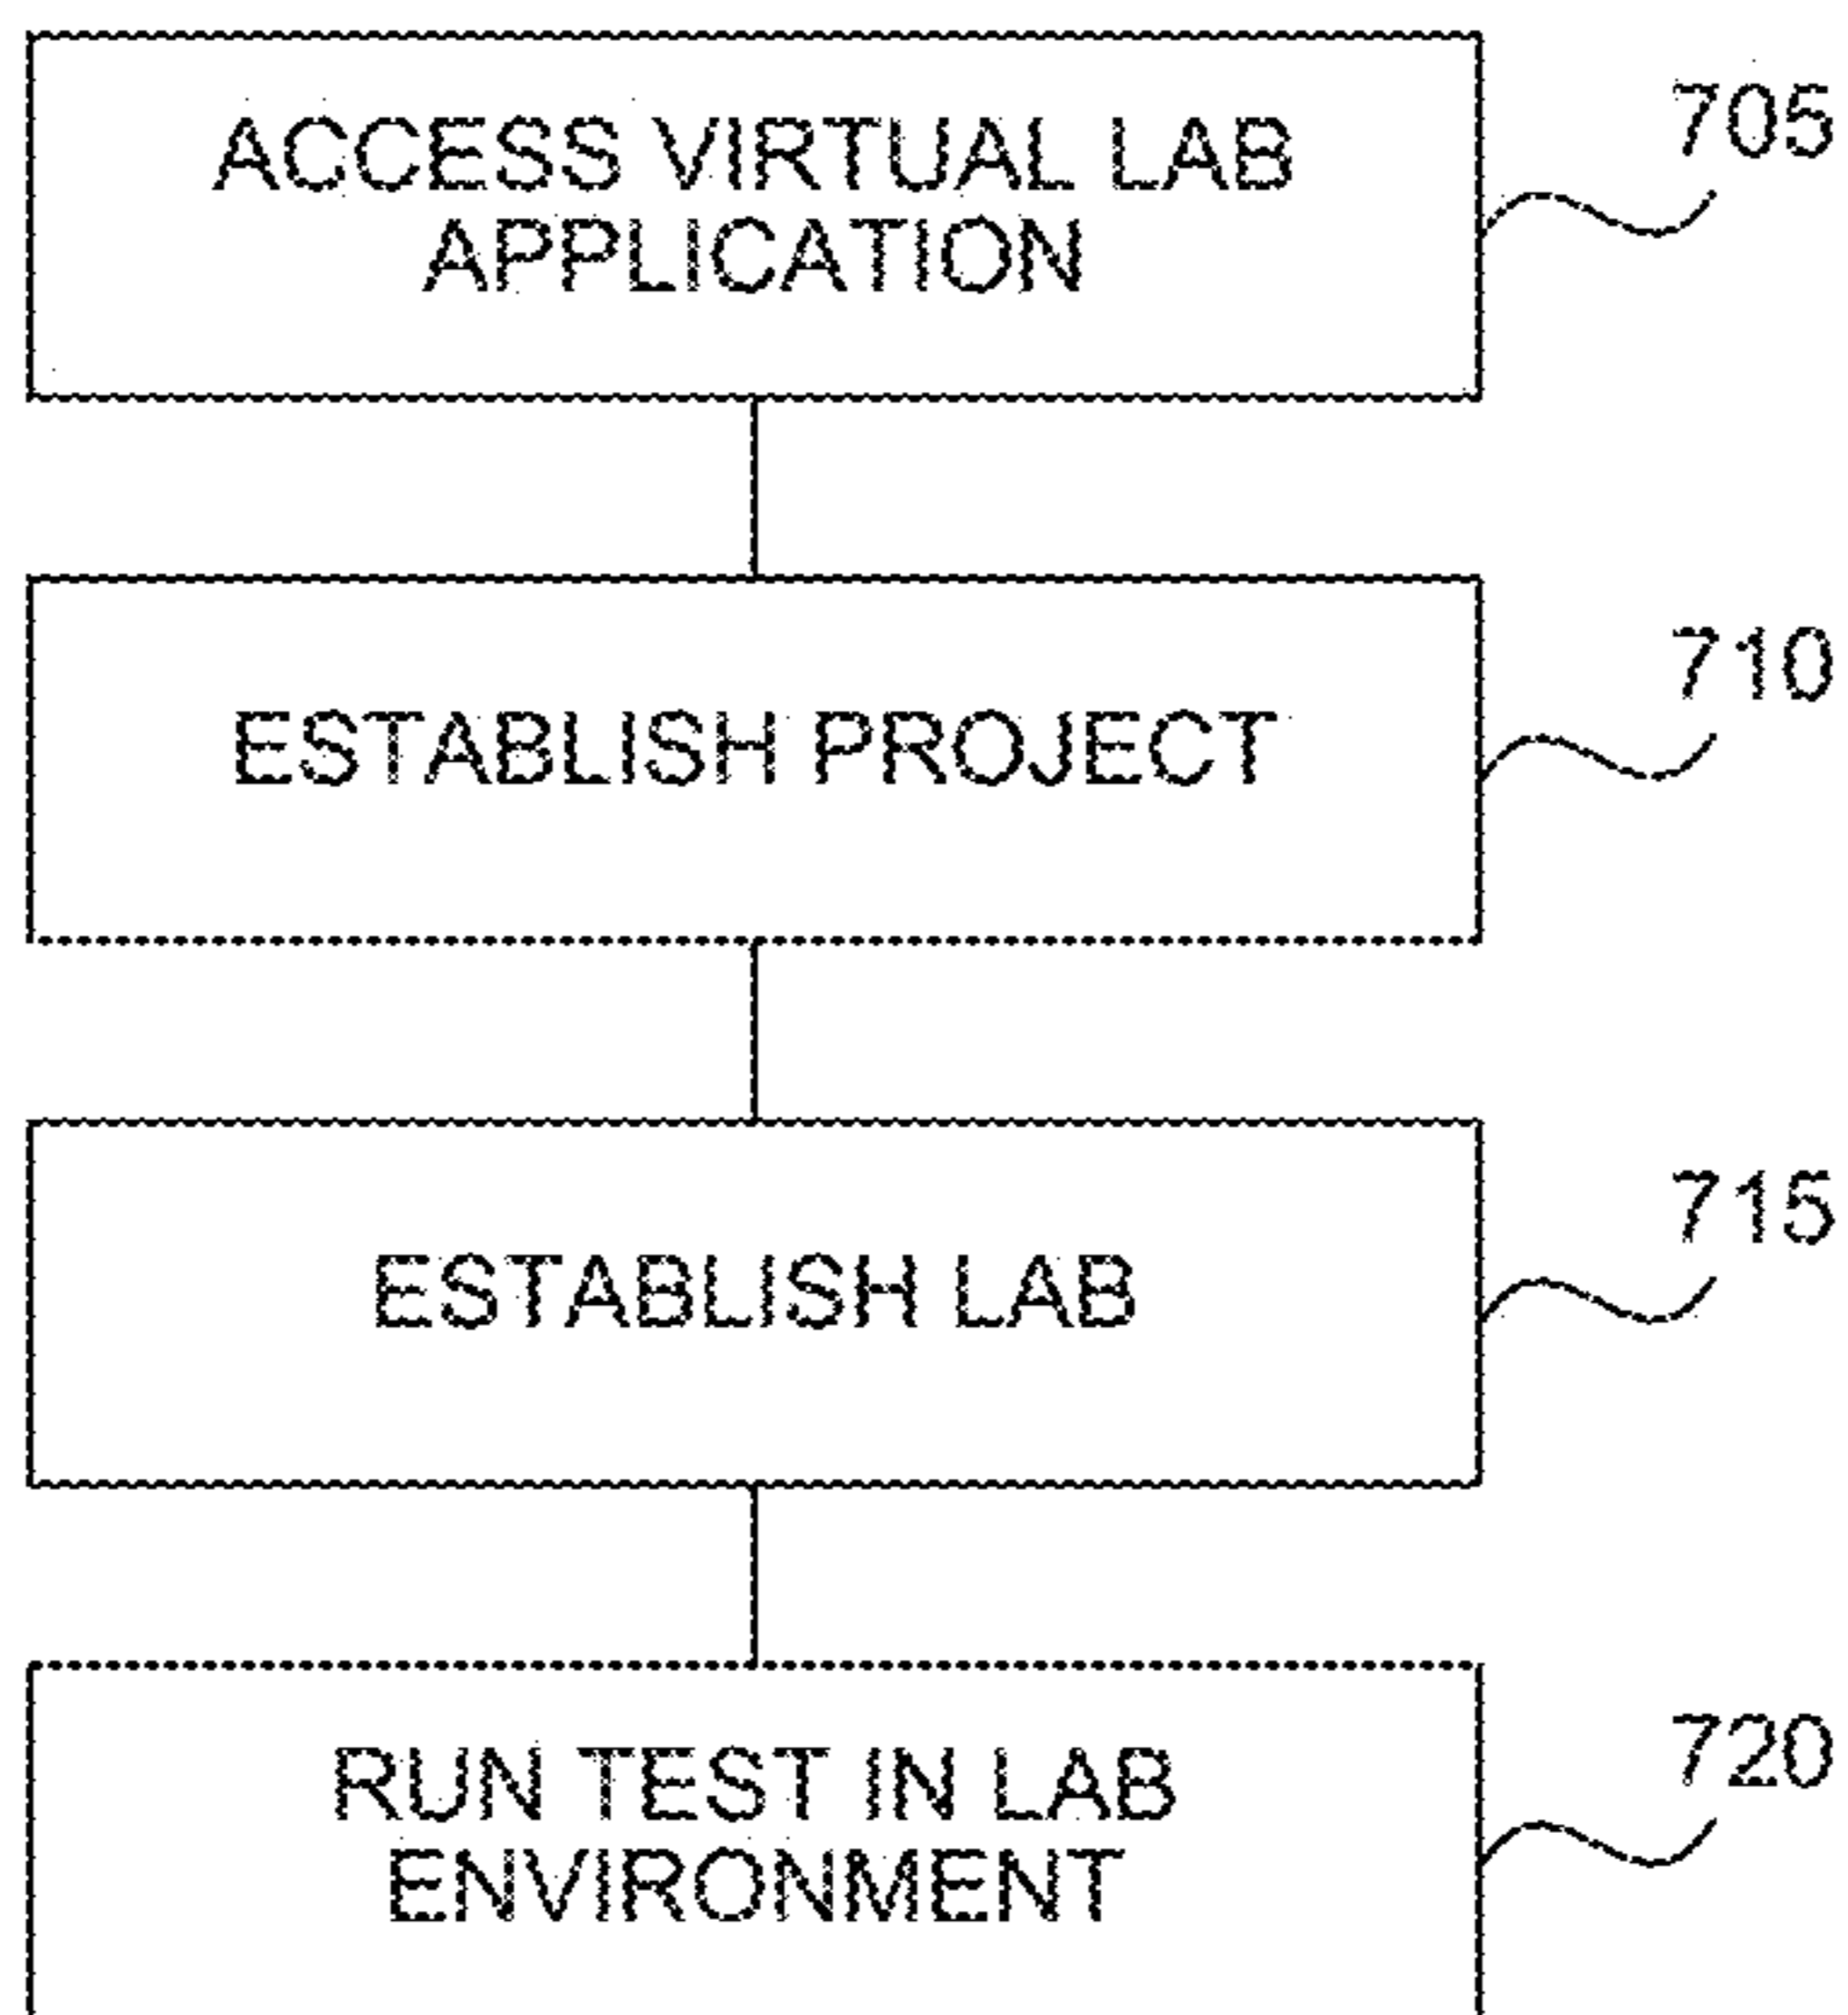 ACCESS VIRTUAL LAB
APPLICATION
705
ESTABLISH PROJECT
710
ESTABLISH LAB
715
RUN TEST IN LAB
ENVIRONMENT
720